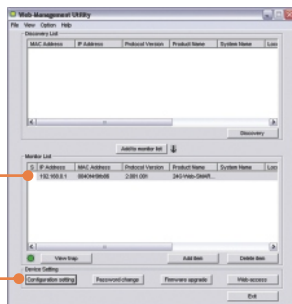 Web-Management Utility
File View Option Help
Discovery List
MAC Address IP Address Protocol Version Product Name System Name Loca
Discovery
Add to monitor list
Monitor List
S IP Address MAC Address Protocol Version Product Name System Name Loca
192.168.0.1 2.001.001
View trap Add item Delete item
Device Setting
Configuration setting Password change Firmware upgrade Web access
Exit